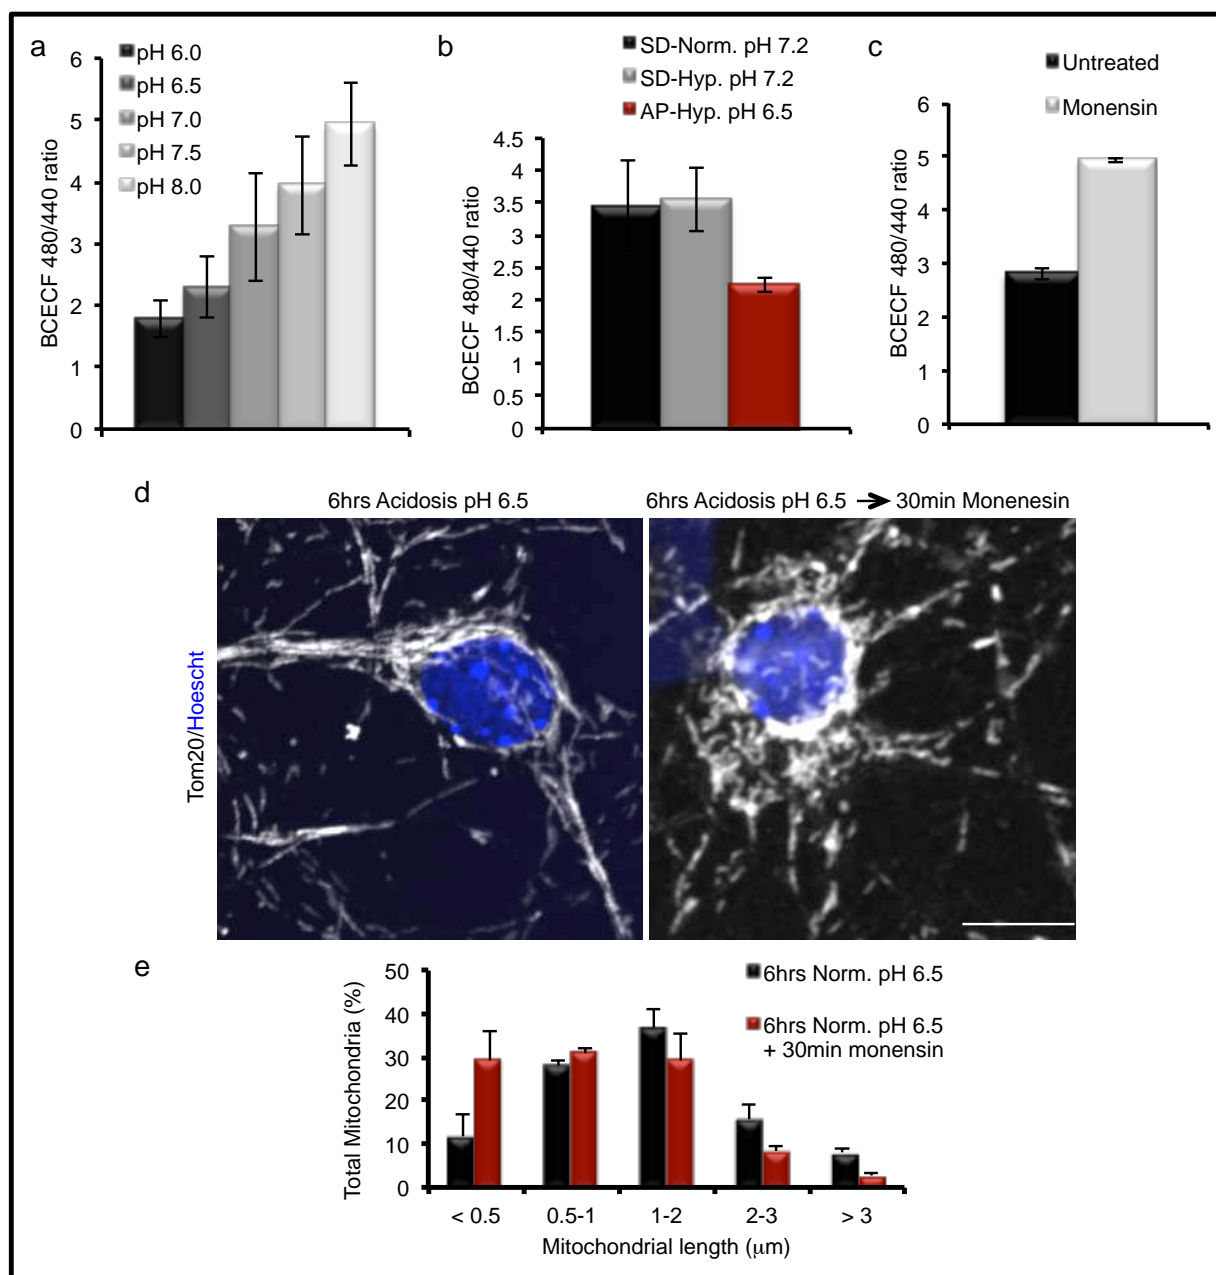 a
pH 6.0
pH 6.5
pH 7.0
pH 7.5
pH 8.0
BCECF 480/440 ratio
6
5
4
3
2
1
0
b
SD-Norm. pH 7.2
SD-Hyp. pH 7.2
AP-Hyp. pH 6.5
BCECF 480/440 ratio
4.5
4
3.5
3
2.5
2
1.5
1
0.5
0
c
Untreated
Monensin
BCECF 480/440 ratio
6
5
4
3
2
1
0
d
6hrs Acidosis pH 6.5
6hrs Acidosis pH 6.5 → 30min Monenesin
Tom20/Hoescht
e
Total Mitochondria (%)
50
40
30
20
10
0
6hrs Norm. pH 6.5
6hrs Norm. pH 6.5
+ 30min monensin
< 0.5 0.5-1 1-2 2-3 > 3
Mitochondrial length (μm)